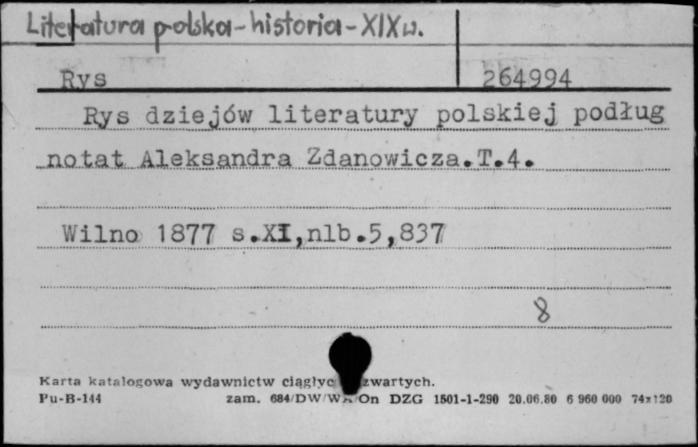 Literatura polska-historia-XIXw.
Rys 264994
Rys dziejów literatury polskiej podług
notat Aleksandra Zdanowicza.T.4.
Wilno 1877 s.XI,nlb.5,837
8
Karta katalogowa wydawnictw ciągłyc zwartych.
Pu-B-144 zam. 684/DW/W On DZG 1501-1-290 20.06.80 6 960 000 74x120